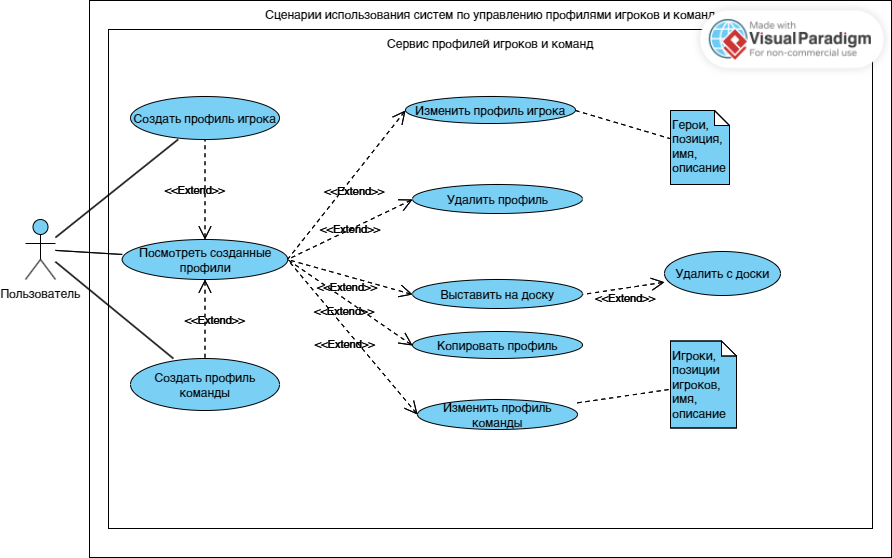 Сценарии использования систем по управлению профилями игроков и команд
Made with
VisualParadigm
For non-commercial use
Сервис профилей игроков и команд
Создать профиль игрока
Изменить профиль игрока
Герои,
позиция,
имя,
описание
<<Extend>>
<<Extend>>
Удалить профиль
<<Extend>>
Посмотреть созданные
профили
Пользователь
Удалить с доски
<<Extend>>
Выставить на доску
<<Extend>>
<<Extend>>
<<Extend>>
Копировать профиль
<<Extend>>
Создать профиль
команды
Изменить профиль
команды
Игроки,
позиции
игроков,
имя,
описание